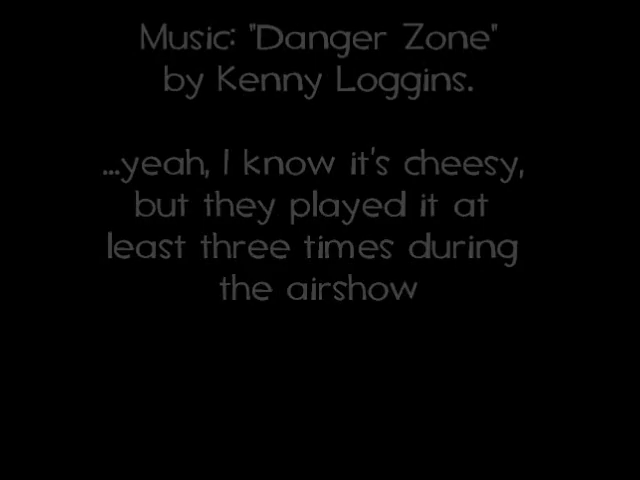 Music: "Danger Zone"
by Kenny Loggins.
...yeah, I know it's cheesy,
but they played it at
least three times during
the airshow